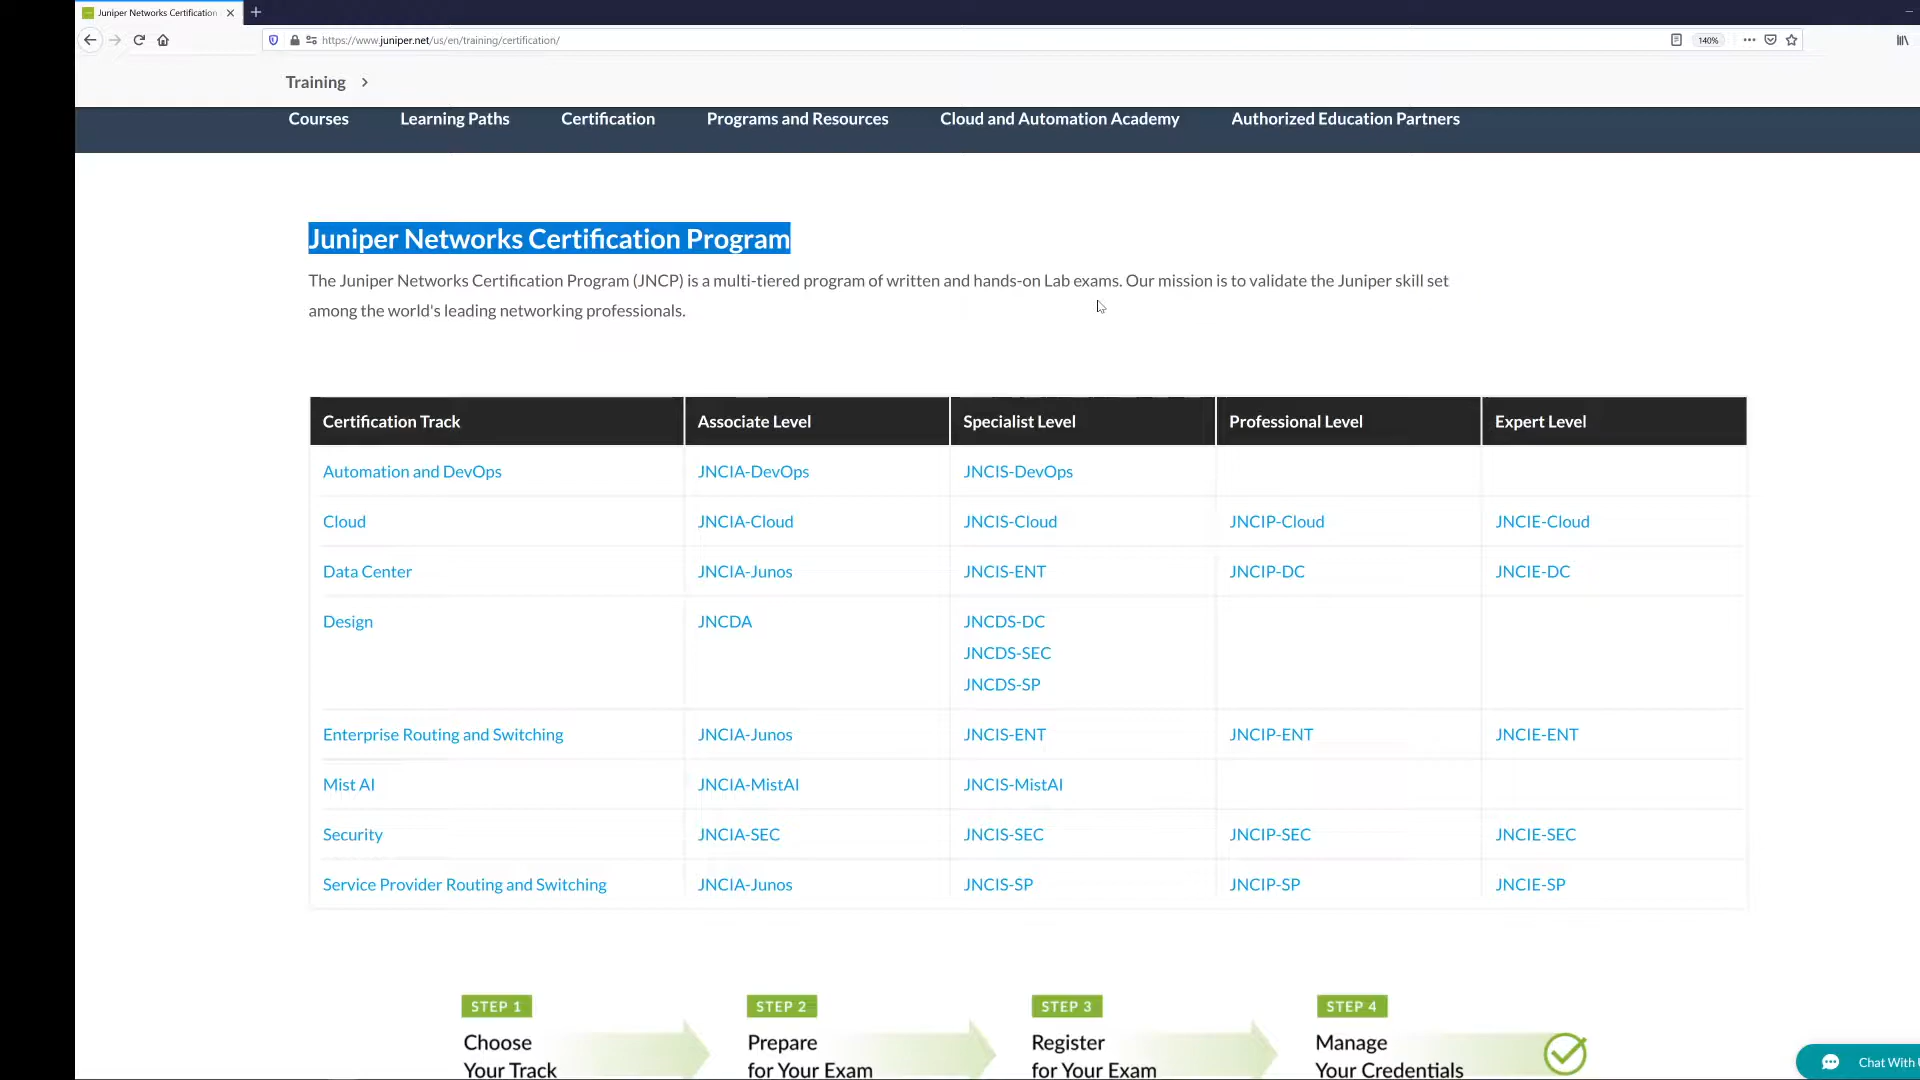 Juniper Networks Certification
https://www.juniper.net/us/en/training/certification/
140%
Training
Courses Learning Paths Certification Programs and Resources Cloud and Automation Academy Authorized Education Partners
Juniper Networks Certification Program
The Juniper Networks Certification Program (JNCP) is a multi-tiered program of written and hands-on Lab exams. Our mission is to validate the Juniper skill set
among the world's leading networking professionals.
Certification Track Associate Level Specialist Level Professional Level Expert Level
Automation and DevOps JNCIA-DevOps JNCIS-DevOps
Cloud JNCIA-Cloud JNCIS-Cloud JNCIP-Cloud JNCIE-Cloud
Data Center JNCIA-Junos JNCIS-ENT JNCIP-DC JNCIE-DC
Design JNCDA JNCDS-DC
JNCDS-SEC
JNCDS-SP
Enterprise Routing and Switching JNCIA-Junos JNCIS-ENT JNCIP-ENT JNCIE-ENT
Mist AI JNCIA-MistAI JNCIS-MistAI
Security JNCIA-SEC JNCIS-SEC JNCIP-SEC JNCIE-SEC
Service Provider Routing and Switching JNCIA-Junos JNCIS-SP JNCIP-SP JNCIE-SP
STEP 1 STEP 2 STEP 3 STEP 4
Choose Prepare Register Manage
Your Track for Your Exam for Your Exam Your Credentials
Chat With